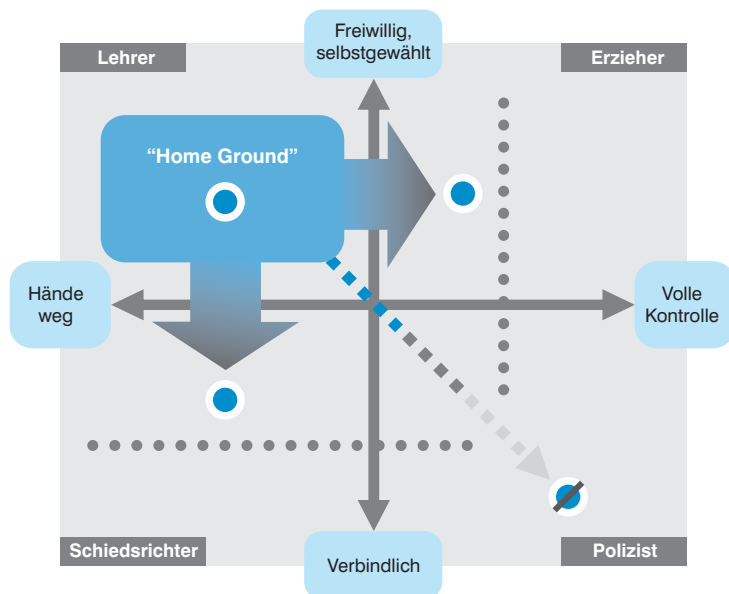 Freiwillig,
selbstgewählt
Lehrer
Erzieher
“Home Ground”
Hände
weg
Volle
Kontrolle
Schiedsrichter
Polizist
Verbindlich